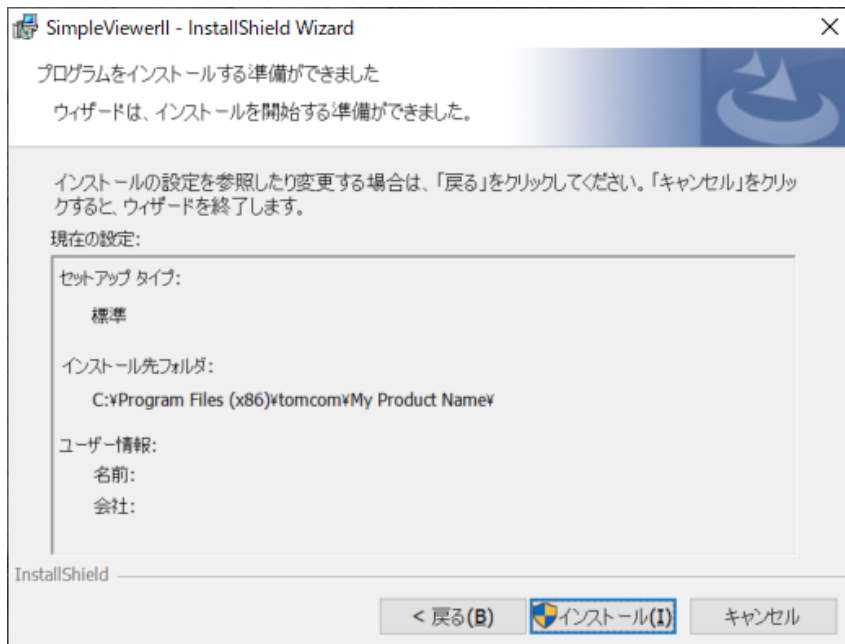 SimpleViewerII - InstallShield Wizard
プログラムをインストールする準備ができました
ウィザードは、インストールを開始する準備ができました。
インストールの設定を参照したり変更する場合は、「戻る」をクリックしてください。「キャンセル」をクリッ
クすると、ウィザードを終了します。
現在の設定:
セットアップ タイプ:
標準
インストール先フォルダ:
C:¥Program Files (x86)¥tomcom¥My Product Name¥
ユーザー情報:
名前:
会社:
InstallShield
< 戻る(B)
インストール(I)
キャンセル